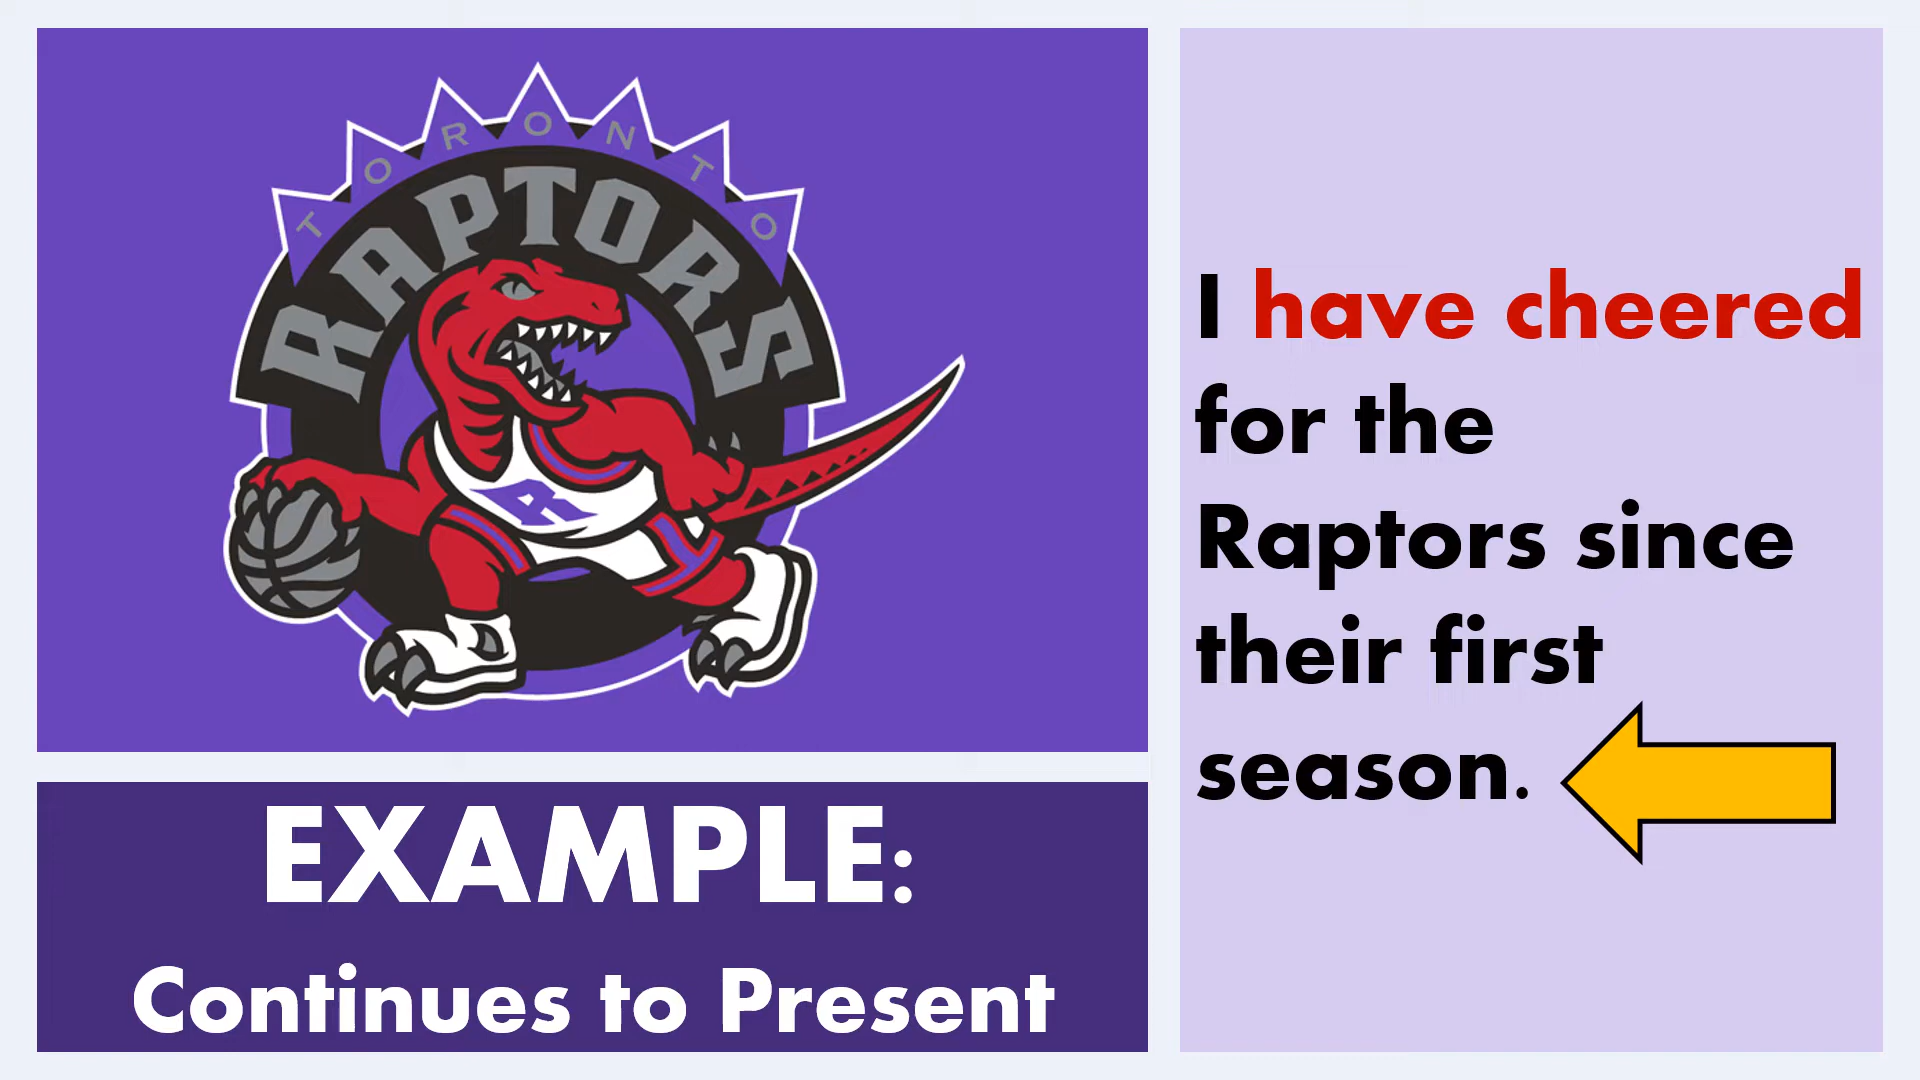 TORONTO
RAPTORS
R
EXAMPLE:
Continues to Present
I have cheered
for the
Raptors since
their first
season.